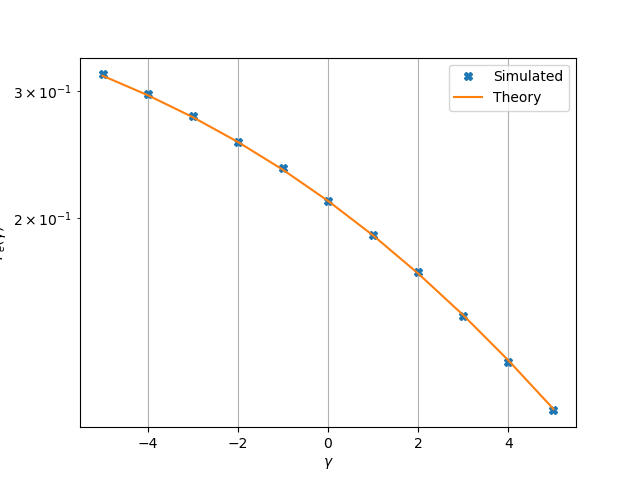 Simulated
Theory
3 × 10⁻¹
2 × 10⁻¹
−4 −2 0 2 4
γ